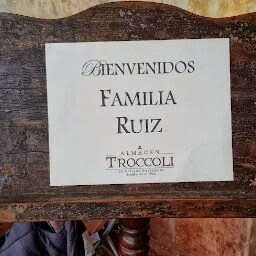 BIENVENIDOS
FAMILIA
RUIZ
ALMACEN
TROCCOLI